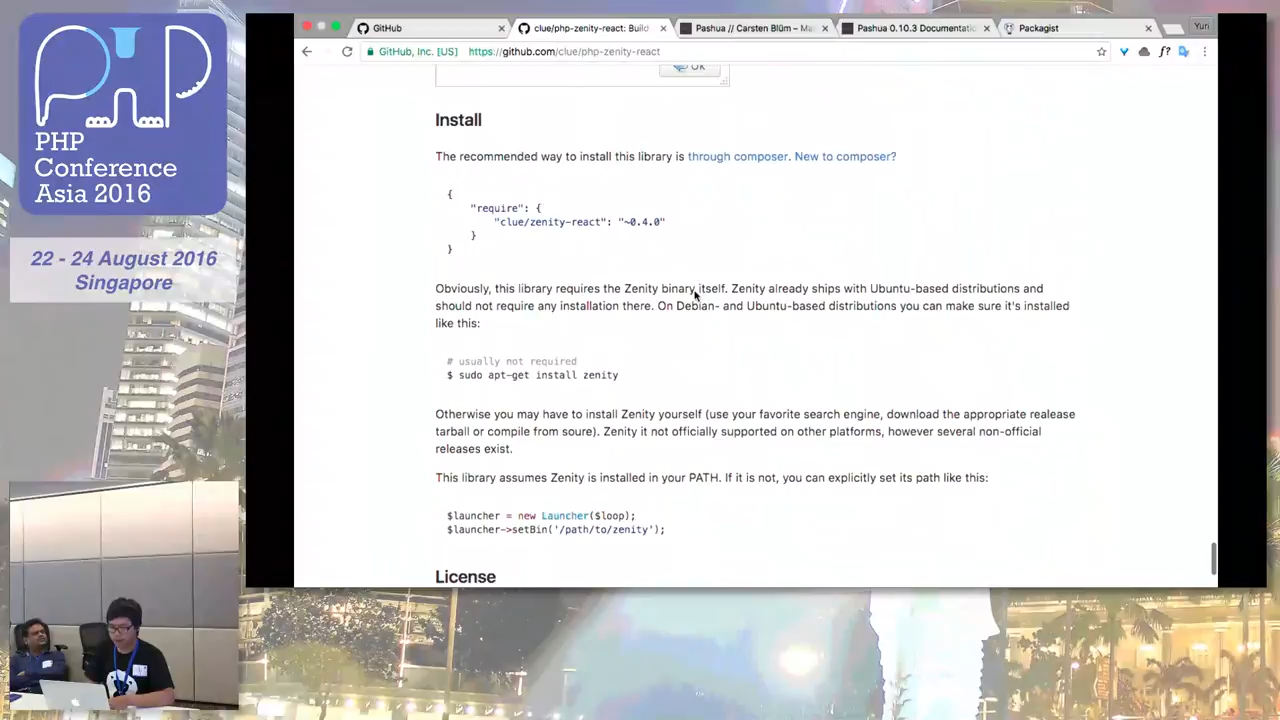 PHP
Conference
Asia 2016
22 - 24 August 2016
Singapore
GitHub
clue/php-zenity-react: Build
Pashua // Carsten Blüm – Ma
Pashua 0.10.3 Documentation
Packagist
Yuri
GitHub, Inc. [US]
https://github.com/clue/php-zenity-react
f?
OK
Install
The recommended way to install this library is through composer. New to composer?
{
"require": {
"clue/zenity-react": "~0.4.0"
}
}
Obviously, this library requires the Zenity binary itself. Zenity already ships with Ubuntu-based distributions and
should not require any installation there. On Debian- and Ubuntu-based distributions you can make sure it's installed
like this:
# usually not required
$ sudo apt-get install zenity
Otherwise you may have to install Zenity yourself (use your favorite search engine, download the appropriate realease
tarball or compile from soure). Zenity it not officially supported on other platforms, however several non-official
releases exist.
This library assumes Zenity is installed in your PATH. If it is not, you can explicitly set its path like this:
$launcher = new Launcher($loop);
$launcher->setBin('/path/to/zenity');
License